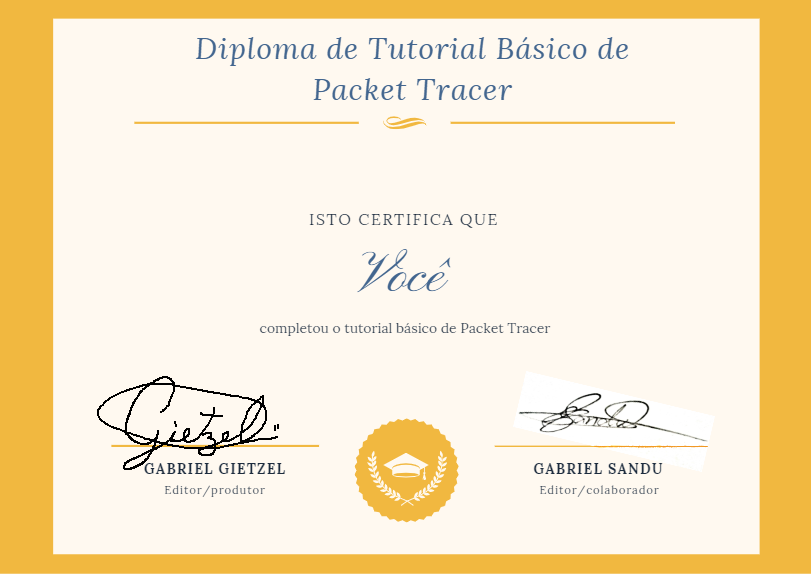 Diploma de Tutorial Básico de
Packet Tracer
ISTO CERTIFICA QUE
Você
completou o tutorial básico de Packet Tracer
Gietzel
Sandu
GABRIEL GIETZEL
GABRIEL SANDU
Editor/produtor
Editor/colaborador